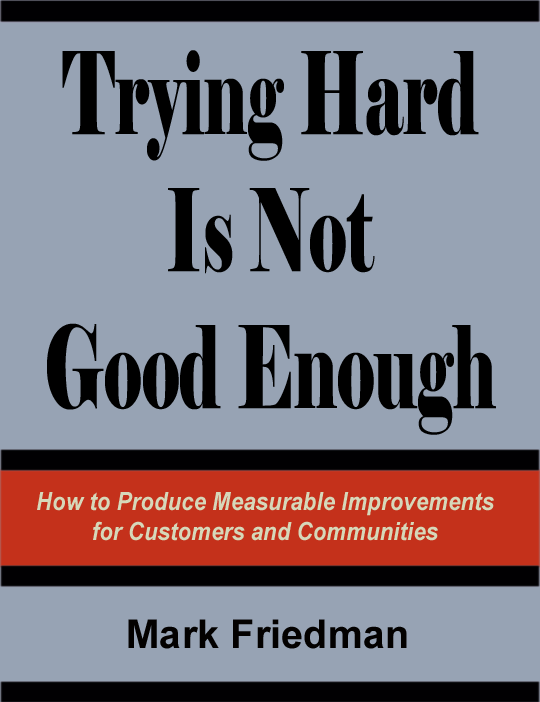 Trying Hard
Is Not
Good Enough
How to Produce Measurable Improvements
for Customers and Communities
Mark Friedman